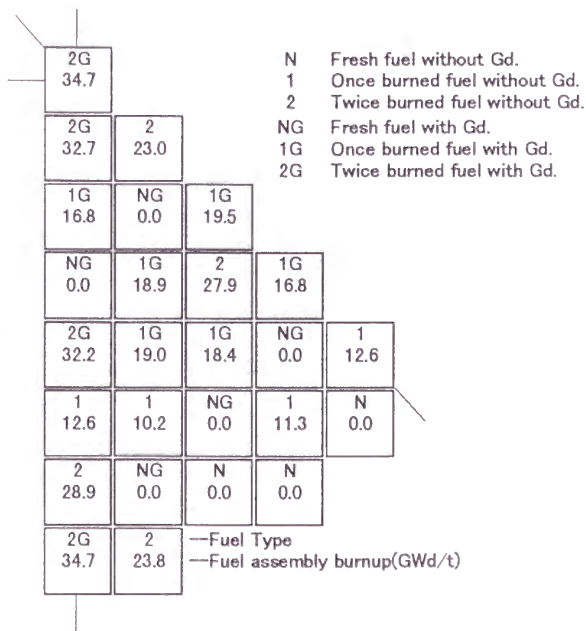 2G
34.7
N Fresh fuel without Gd.
1 Once burned fuel without Gd.
2 Twice burned fuel without Gd.
NG Fresh fuel with Gd.
1G Once burned fuel with Gd.
2G Twice burned fuel with Gd.
2G 2
32.7 23.0
1G NG 1G
16.8 0.0 19.5
NG 1G 2 1G
0.0 18.9 27.9 16.8
2G 1G 1G NG 1
32.2 19.0 18.4 0.0 12.6
1 1 NG 1 N
12.6 10.2 0.0 11.3 0.0
2 NG N N
28.9 0.0 0.0 0.0
2G 2 —Fuel Type
34.7 23.8 —Fuel assembly burnup(GWd/t)